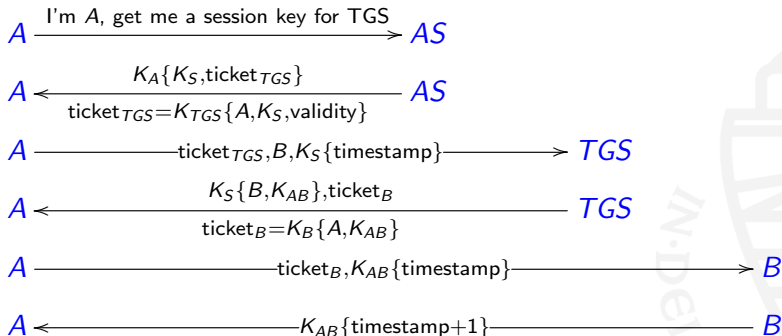 I'm A, get me a session key for TGS
A AS
K_A{K_S,ticket_TGS}
A AS
ticket_TGS=K_TGS{A,K_S,validity}
A ticket_TGS,B,K_S{timestamp} TGS
K_S{B,K_AB},ticket_B
A TGS
ticket_B=K_B{A,K_AB}
A ticket_B,K_AB{timestamp} B
A K_AB{timestamp+1} B